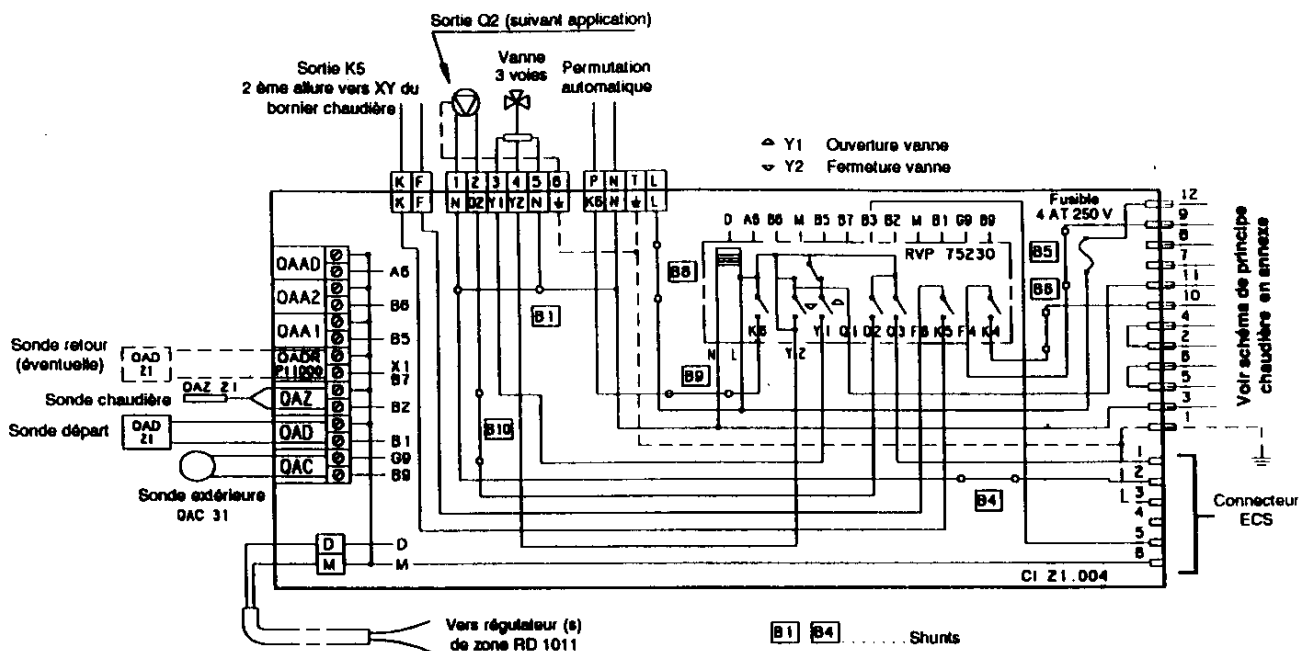 Sortie Q2 (suivant application)
Sortie K5
2 ème allure vers XY du
bornier chaudière
Vanne
3 voies
Permutation
automatique
Y1 Ouverture vanne
Y2 Fermeture vanne
K F 1 2 3 4 5 6 P N T L
K F N Q2 Y1 Y2 N K6 N L
Fusible
4 AT 250 V
D A6 B6 M B5 B7 B3 B2 M B1 G9 B9
RVP 75230
B8
B5
B6
B1
K6 Y1 Q1 Q2 Q3 F6 K5 F4 K4
N L Y2
B9
B10
B4
QAAD
A6
QAA2
B6
QAA1
B5
Sonde retour
(éventuelle)
QAD
21
QADR
P11000
X1
B7
Sonde chaudière
QAZ 21
QAZ
B2
Sonde départ
QAD
21
QAD
B1
QAC
G9
B9
Sonde extérieure
QAC 31
D D
M M
12
9
8
7
11
10
4
2
6
5
3
1
Voir schéma de principe
chaudière en annexe
1
2
3
4
5
6
Connecteur
ECS
CI 21.004
Vers régulateur (s)
de zone RD 1011
B1 B4 ....... Shunts